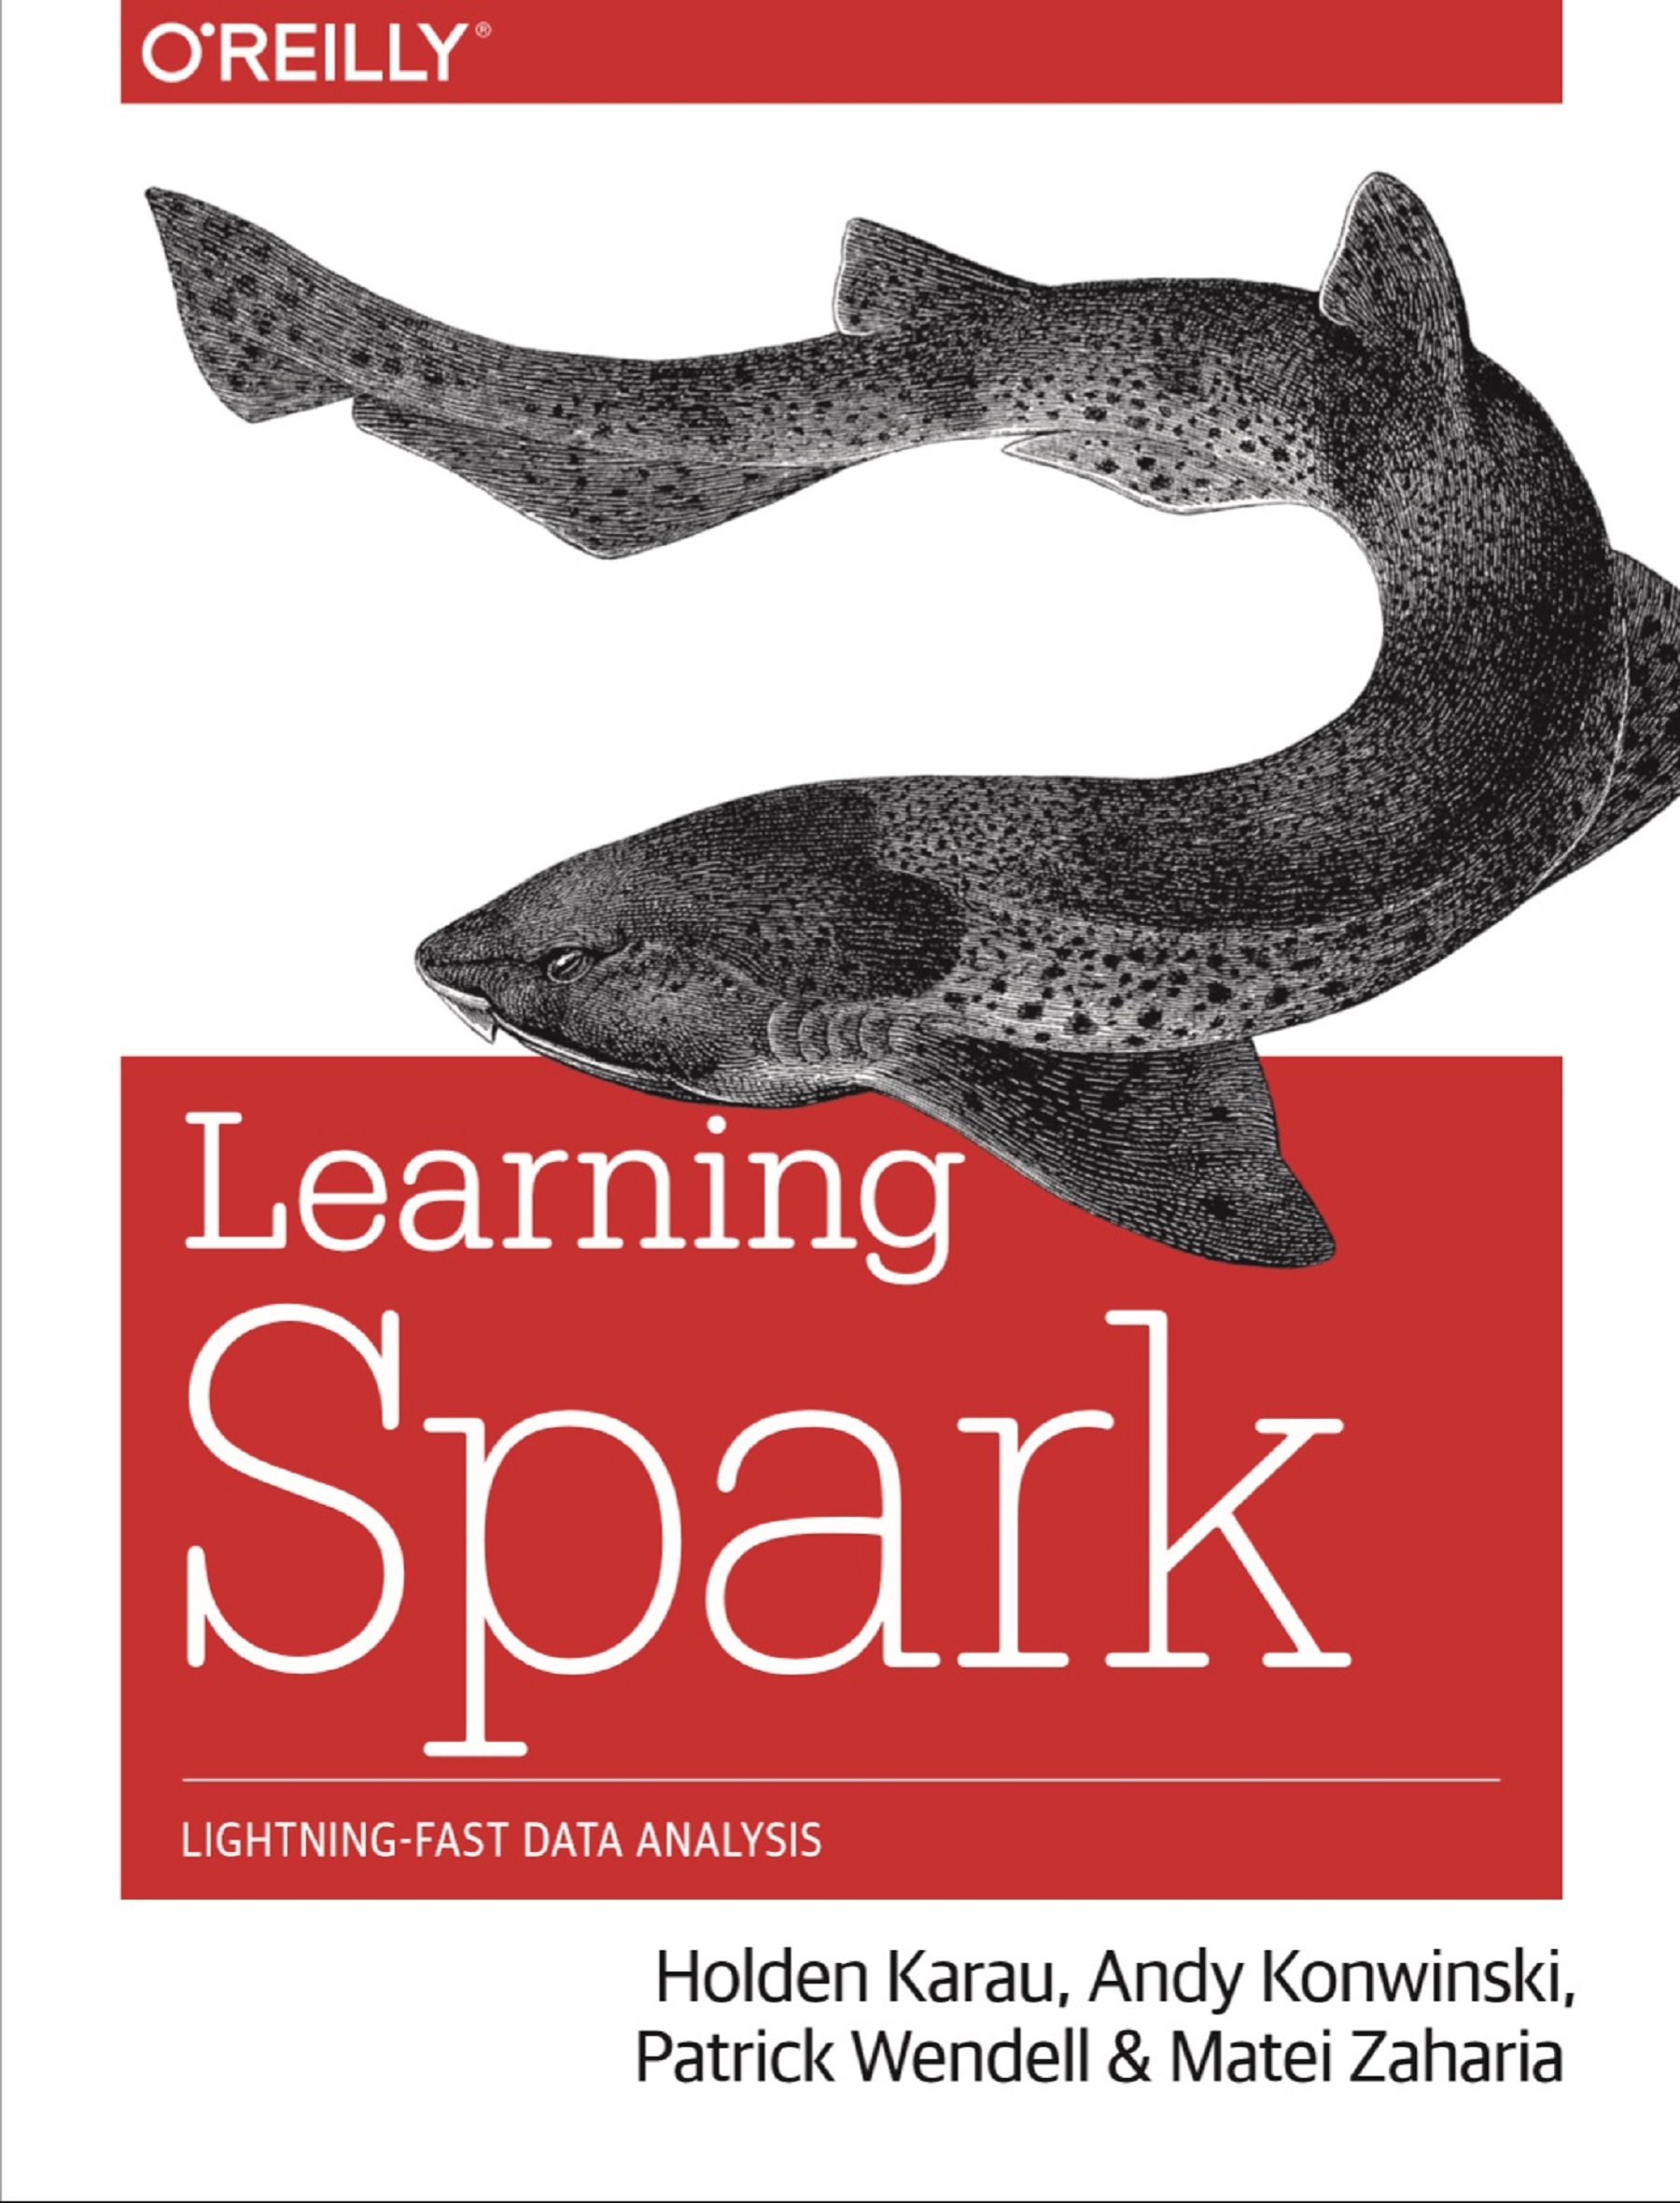 O'REILLY®
Learning
Spark
LIGHTNING-FAST DATA ANALYSIS
Holden Karau, Andy Konwinski,
Patrick Wendell & Matei Zaharia